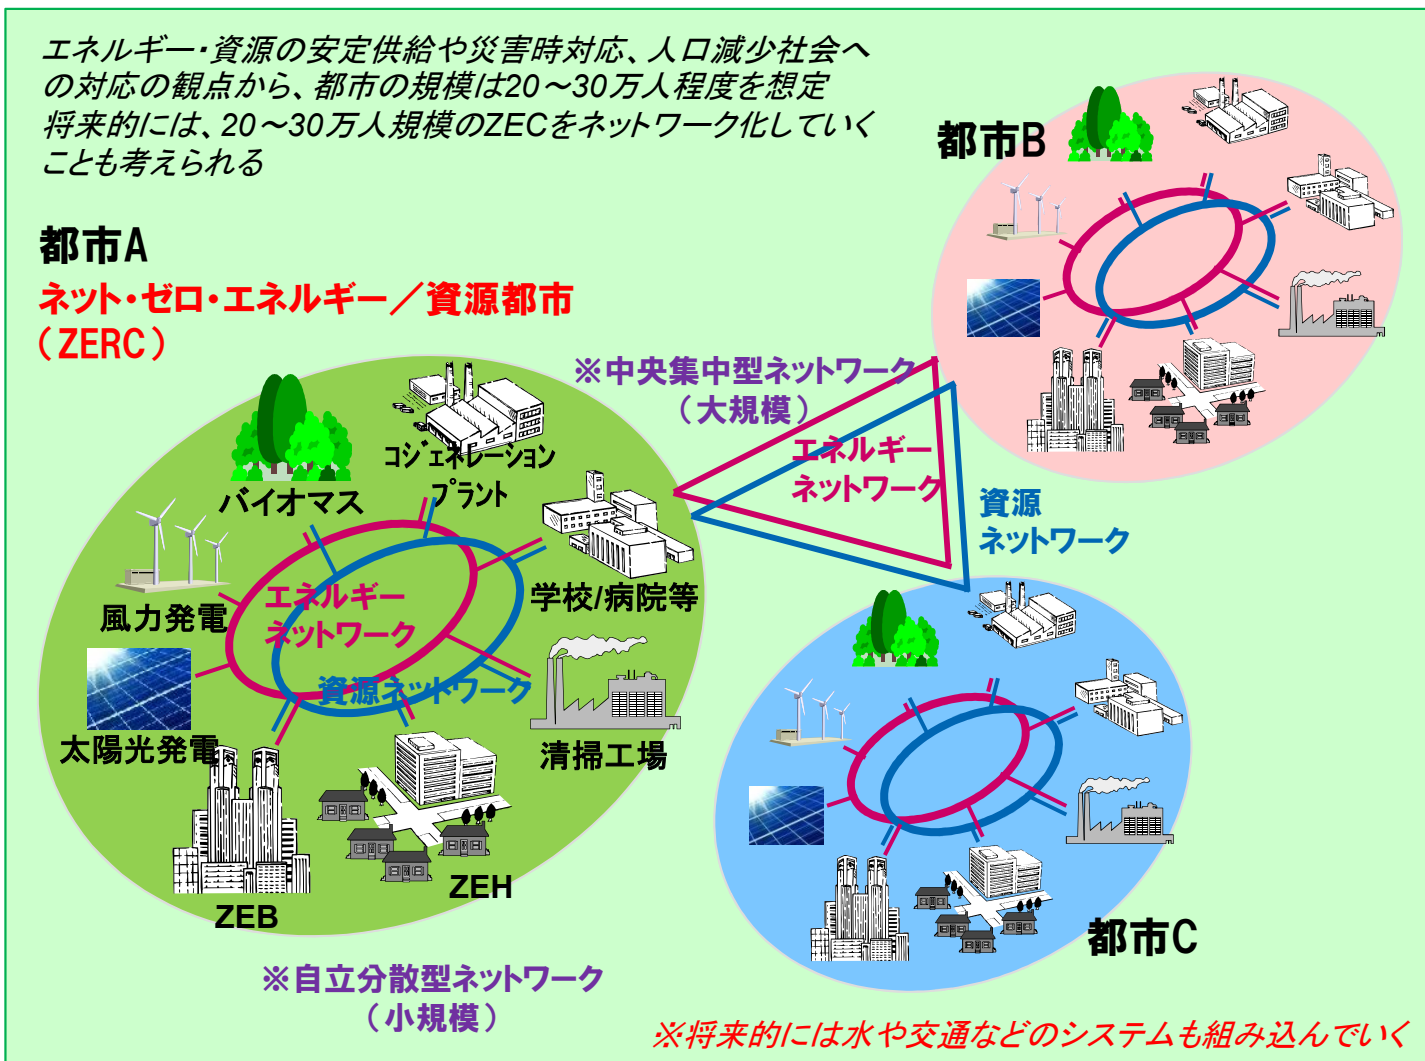 エネルギー・資源の安定供給や災害時対応、人口減少社会へ
の対応の観点から、都市の規模は20～30万人程度を想定
将来的には、20～30万人規模のZECをネットワーク化していく
ことも考えられる
都市A
ネット・ゼロ・エネルギー／資源都市
（ZERC）
都市B
※中央集中型ネットワーク
（大規模）
エネルギー
ネットワーク
資源
ネットワーク
バイオマス
コジェネレーション
プラント
風力発電
エネルギー
ネットワーク
学校/病院等
資源ネットワーク
太陽光発電
清掃工場
ZEB
ZEH
都市C
※自立分散型ネットワーク
（小規模）
※将来的には水や交通などのシステムも組み込んでいく